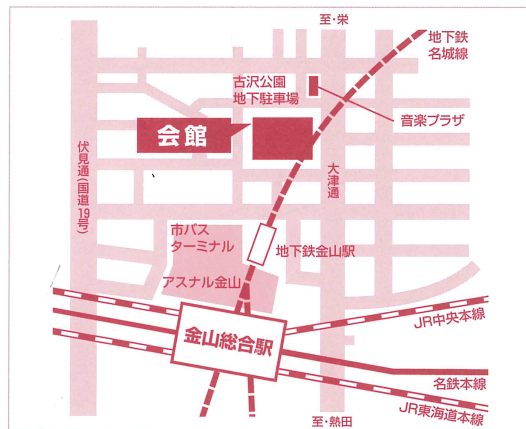 至・栄
地下鉄
名城線
古沢公園
地下駐車場
音楽プラザ
会館
伏見通(国道19号)
大津通
市バス
ターミナル
地下鉄金山駅
アスナル金山
金山総合駅
JR中央本線
名鉄本線
JR東海道本線
至・熱田